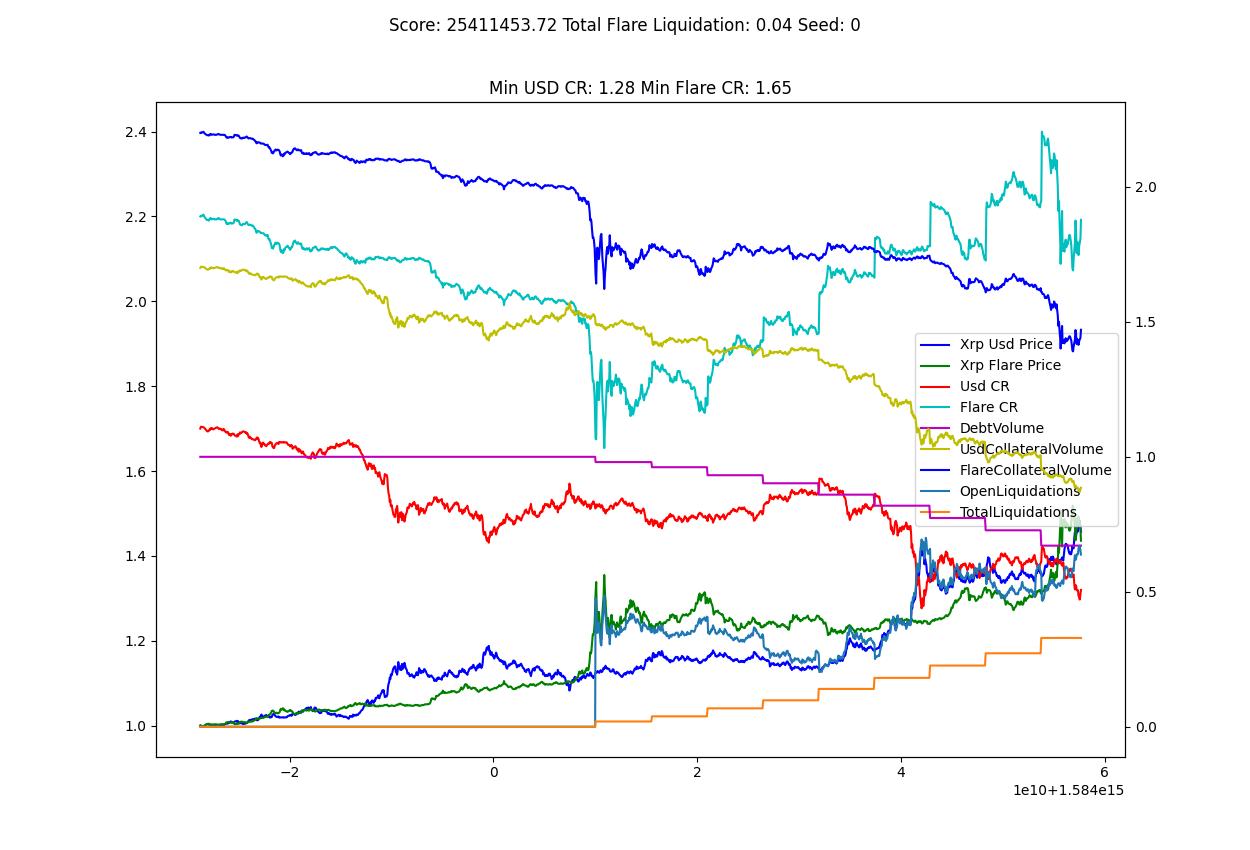 Score: 25411453.72 Total Flare Liquidation: 0.04 Seed: 0
Min USD CR: 1.28 Min Flare CR: 1.65
2.4
2.2
2.0
1.8
1.6
1.4
1.2
1.0
2.0
1.5
1.0
0.5
0.0
Xrp Usd Price
Xrp Flare Price
Usd CR
Flare CR
DebtVolume
UsdCollateralVolume
FlareCollateralVolume
OpenLiquidations
TotalLiquidations
−2 0 2 4 6
1e10+1.584e15